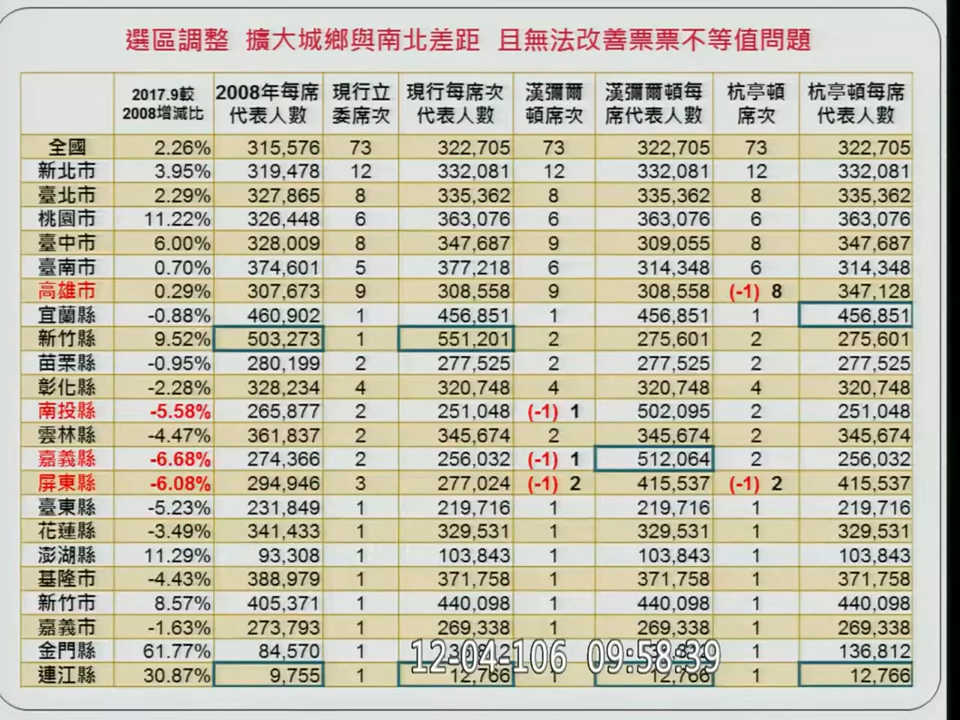 選區調整 擴大城鄉與南北差距 且無法改善票票不等值問題
2017.9較2008增減比 2008年每席代表人數 現行立委席次 現行每席次代表人數 漢彌爾頓席次 漢彌爾頓每席代表人數 杭亭頓席次 杭亭頓每席代表人數
全國 2.26% 315,576 73 322,705 73 322,705 73 322,705
新北市 3.95% 319,478 12 332,081 12 332,081 12 332,081
臺北市 2.29% 327,865 8 335,362 8 335,362 8 335,362
桃園市 11.22% 326,448 6 363,076 6 363,076 6 363,076
臺中市 6.00% 328,009 8 347,687 9 309,055 8 347,687
臺南市 0.70% 374,601 5 377,218 6 314,348 6 314,348
高雄市 0.29% 307,673 9 308,558 9 308,558 (-1) 8 347,128
宜蘭縣 -0.88% 460,902 1 456,851 1 456,851 1 456,851
新竹縣 9.52% 503,273 1 551,201 2 275,601 2 275,601
苗栗縣 -0.95% 280,199 2 277,525 2 277,525 2 277,525
彰化縣 -2.28% 328,234 4 320,748 4 320,748 4 320,748
南投縣 -5.58% 265,877 2 251,048 (-1) 1 502,095 2 251,048
雲林縣 -4.47% 361,837 2 345,674 2 345,674 2 345,674
嘉義縣 -6.68% 274,366 2 256,032 (-1) 1 512,064 2 256,032
屏東縣 -6.08% 294,946 3 277,024 (-1) 2 415,537 (-1) 2 415,537
臺東縣 -5.23% 231,849 1 219,716 1 219,716 1 219,716
花蓮縣 -3.49% 341,433 1 329,531 1 329,531 1 329,531
澎湖縣 11.29% 93,308 1 103,843 1 103,843 1 103,843
基隆市 -4.43% 388,979 1 371,758 1 371,758 1 371,758
新竹市 8.57% 405,371 1 440,098 1 440,098 1 440,098
嘉義市 -1.63% 273,793 1 269,338 1 269,338 1 269,338
金門縣 61.77% 84,570 1 136,812
12-04-106 09:58:39
連江縣 30.87% 9,755 1 12,766 1 12,766 1 12,766